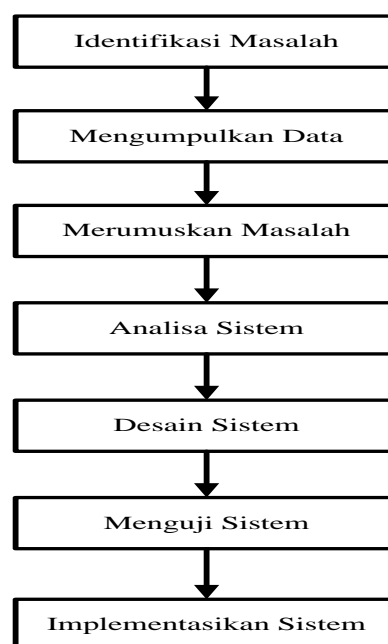 Identifikasi Masalah
Mengumpulkan Data
Merumuskan Masalah
Analisa Sistem
Desain Sistem
Menguji Sistem
Implementasikan Sistem